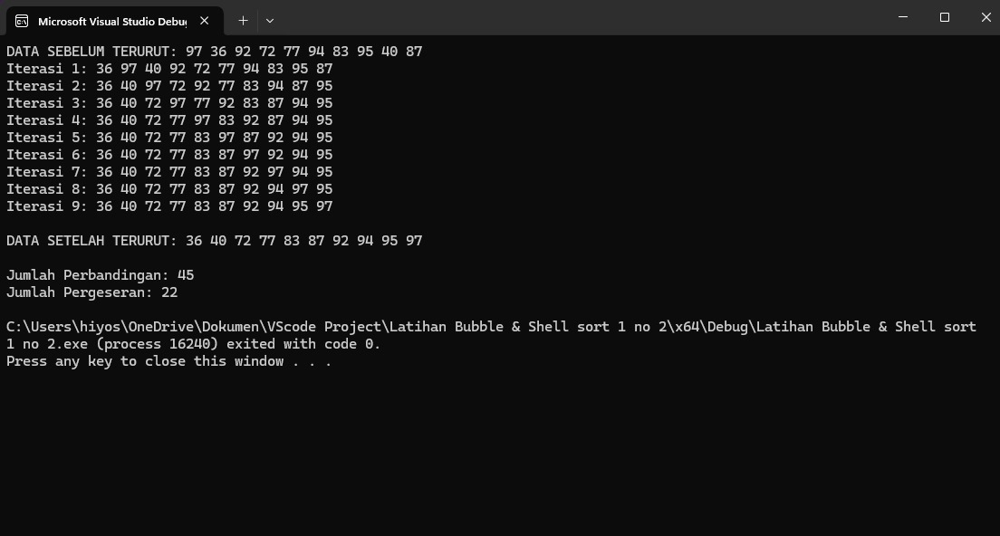 Microsoft Visual Studio Debug
DATA SEBELUM TERURUT: 97 36 92 72 77 94 83 95 40 87
Iterasi 1: 36 97 40 92 72 77 94 83 95 87
Iterasi 2: 36 40 97 72 92 77 83 94 87 95
Iterasi 3: 36 40 72 97 77 92 83 87 94 95
Iterasi 4: 36 40 72 77 97 83 92 87 94 95
Iterasi 5: 36 40 72 77 83 97 87 92 94 95
Iterasi 6: 36 40 72 77 83 87 97 92 94 95
Iterasi 7: 36 40 72 77 83 87 92 97 94 95
Iterasi 8: 36 40 72 77 83 87 92 94 97 95
Iterasi 9: 36 40 72 77 83 87 92 94 95 97
DATA SETELAH TERURUT: 36 40 72 77 83 87 92 94 95 97
Jumlah Perbandingan: 45
Jumlah Pergeseran: 22
C:\Users\hiyos\OneDrive\Dokumen\VScode Project\Latihan Bubble & Shell sort 1 no 2\x64\Debug\Latihan Bubble & Shell sort
1 no 2.exe (process 16240) exited with code 0.
Press any key to close this window . . .